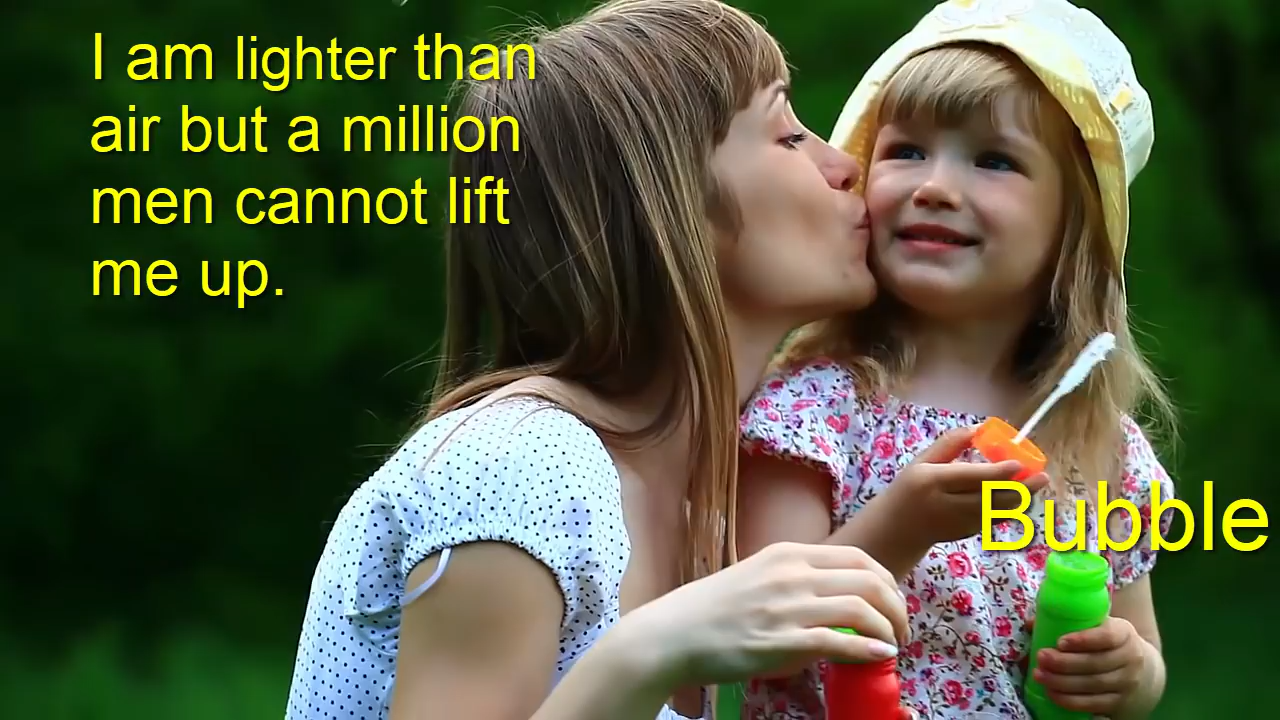 I am lighter than
air but a million
men cannot lift
me up.
Bubble